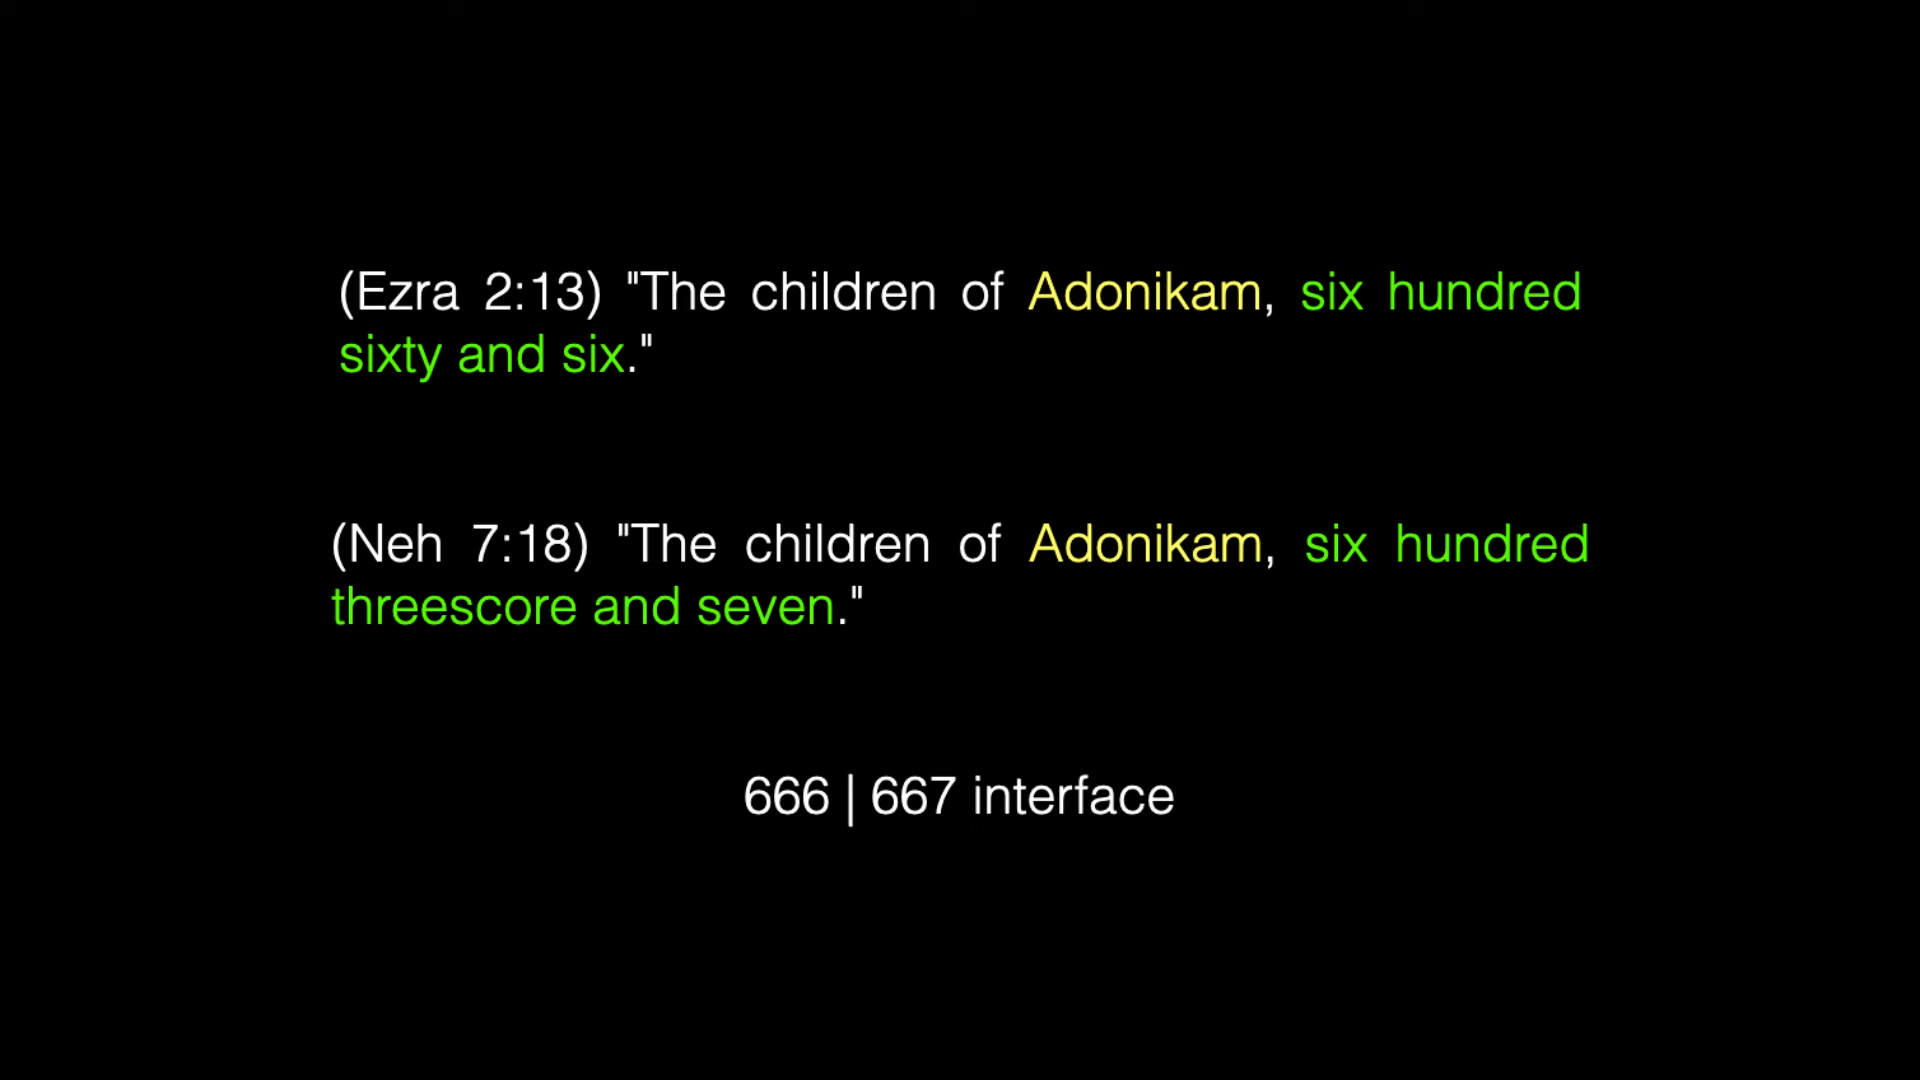 (Ezra 2:13) "The children of Adonikam, six hundred
sixty and six."
(Neh 7:18) "The children of Adonikam, six hundred
threescore and seven."
666 | 667 interface